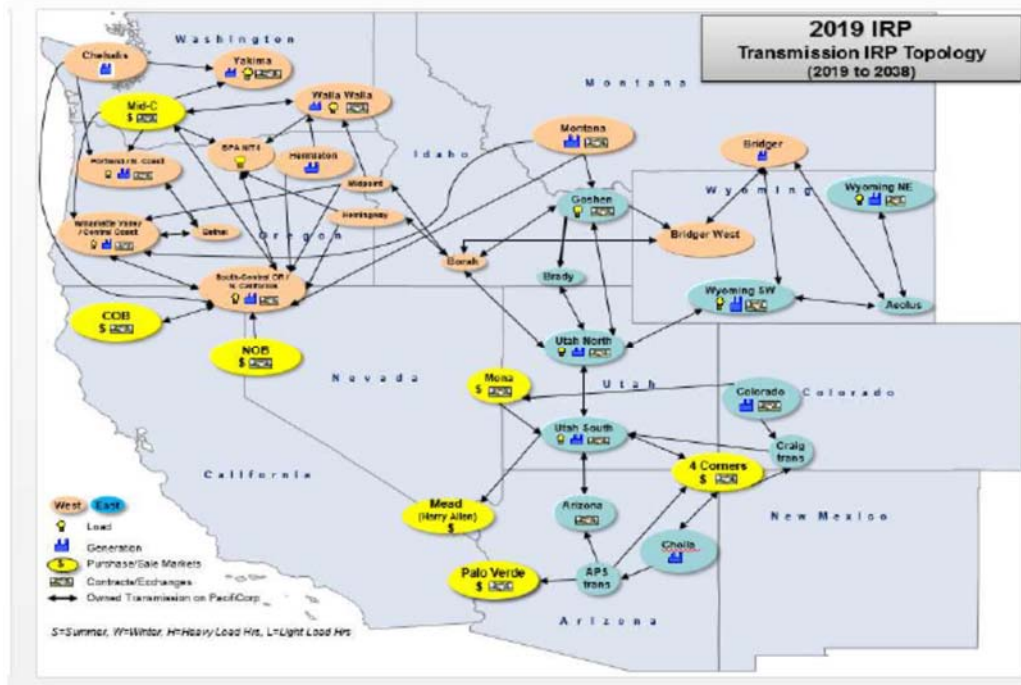 2019 IRP
Transmission IRP Topology
(2019 to 2038)
Washington
Chehalis
Yakima
Mid-C
$
Walla Walla
Montana
Portland / N. Coast
BPA NITS
Hermiston
Montana
Idaho
Bridger
Wyoming
Wyoming NE
Midpoint
Goshen
Willamette Valley
/ Central Coast
Bethel
Oregon
Hemingway
Bridger West
Borah
South-Central OR /
N. California
Brady
Wyoming SW
Aeolus
COB
$
NOB
$
Utah North
Nevada
Mona
$
Utah
Colorado
Colorado
Utah South
Craig
trans
4 Corners
$
California
Mead
(Harry Allen)
$
Arizona
New Mexico
Cholla
Palo Verde
$
APS
trans
Arizona
West
East
Load
Generation
$
Purchase/Sale Markets
Contracts/Exchanges
Owned Transmission on PacifiCorp
S=Summer, W=Winter, H=Heavy Load Hrs, L=Light Load Hrs